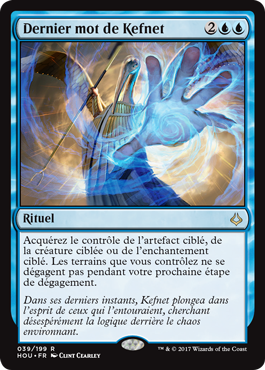 Dernier mot de Kefnet 2
Rituel
Acquérez le contrôle de l'artefact ciblé, de
la créature ciblée ou de l'enchantement
ciblé. Les terrains que vous contrôlez ne se
dégagent pas pendant votre prochaine étape
de dégagement.
Dans ses derniers instants, Kefnet plongea dans
l'esprit de ceux qui l'entouraient, cherchant
désespérément la logique derrière le chaos
environnant.
039/199 R
HOU • FR CLINT CEARLEY
™ & © 2017 Wizards of the Coast